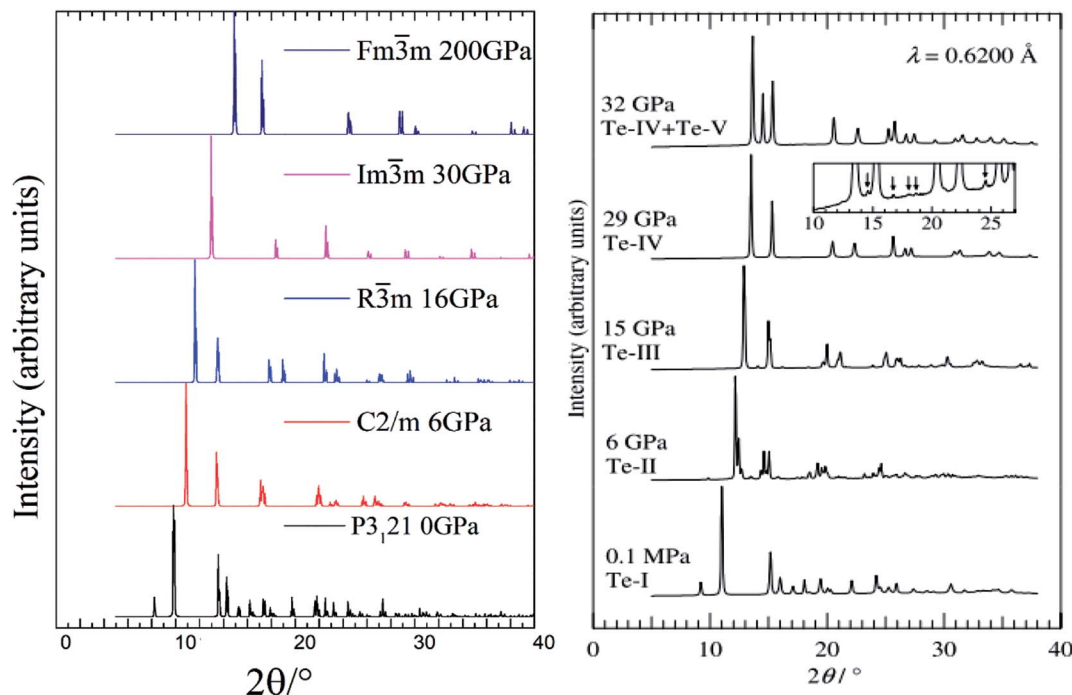 Fm3̅m 200GPa
Im3̅m 30GPa
R3̅m 16GPa
C2/m 6GPa
P3₁21 0GPa
Intensity (arbitrary units)
0 10 20 30 40
2θ/°
λ = 0.6200 Å
32 GPa
Te-IV+Te-V
10 15 20 25
29 GPa
Te-IV
15 GPa
Te-III
6 GPa
Te-II
0.1 MPa
Te-I
Intensity (arbitrary units)
0 10 20 30 40
2θ/°